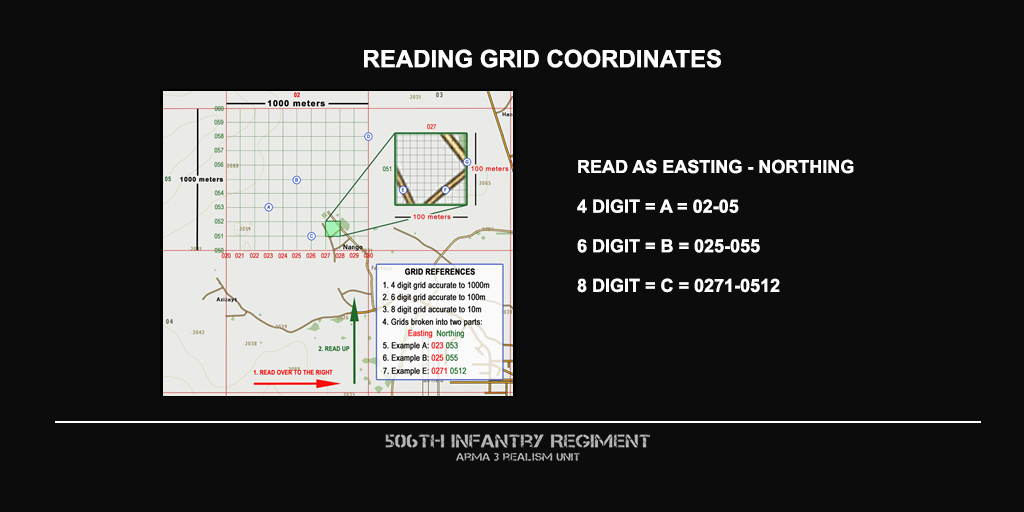 READING GRID COORDINATES
02
03
2031
1000 meters
060
059
058
057
056
055
054
053
052
051
050
05
1000 meters
D
B
A
C
027
051
G
E
F
100 meters
100 meters
3085
3088
Nango
020 021 022 023 024 025 026 027 028 029 030
Azizayt
04
2042
2038
2. READ UP
1. READ OVER TO THE RIGHT
GRID REFERENCES
1. 4 digit grid accurate to 1000m
2. 6 digit grid accurate to 100m
3. 8 digit grid accurate to 10m
4. Grids broken into two parts:
Easting Northing
5. Example A: 023 053
6. Example B: 025 055
7. Example E: 0271 0512
READ AS EASTING - NORTHING
4 DIGIT = A = 02-05
6 DIGIT = B = 025-055
8 DIGIT = C = 0271-0512
506TH INFANTRY REGIMENT
ARMA 3 REALISM UNIT